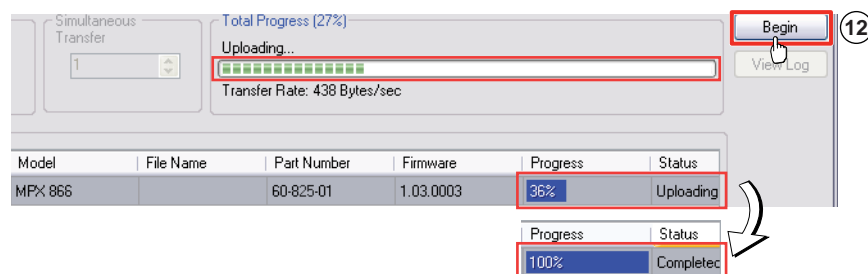 Simultaneous Transfer
1
Total Progress (27%)
Uploading...
Transfer Rate: 438 Bytes/sec
Begin
12
View Log
Model File Name Part Number Firmware Progress Status
MPX 866 60-825-01 1.03.0003 36% Uploading
Progress Status
100% Completed